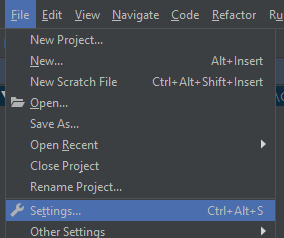 File Edit View Navigate Code Refactor
New Project...
New... Alt+Insert
New Scratch File Ctrl+Alt+Shift+Insert
Open...
Save As...
Open Recent
Close Project
Rename Project...
Settings... Ctrl+Alt+S
Other Settings